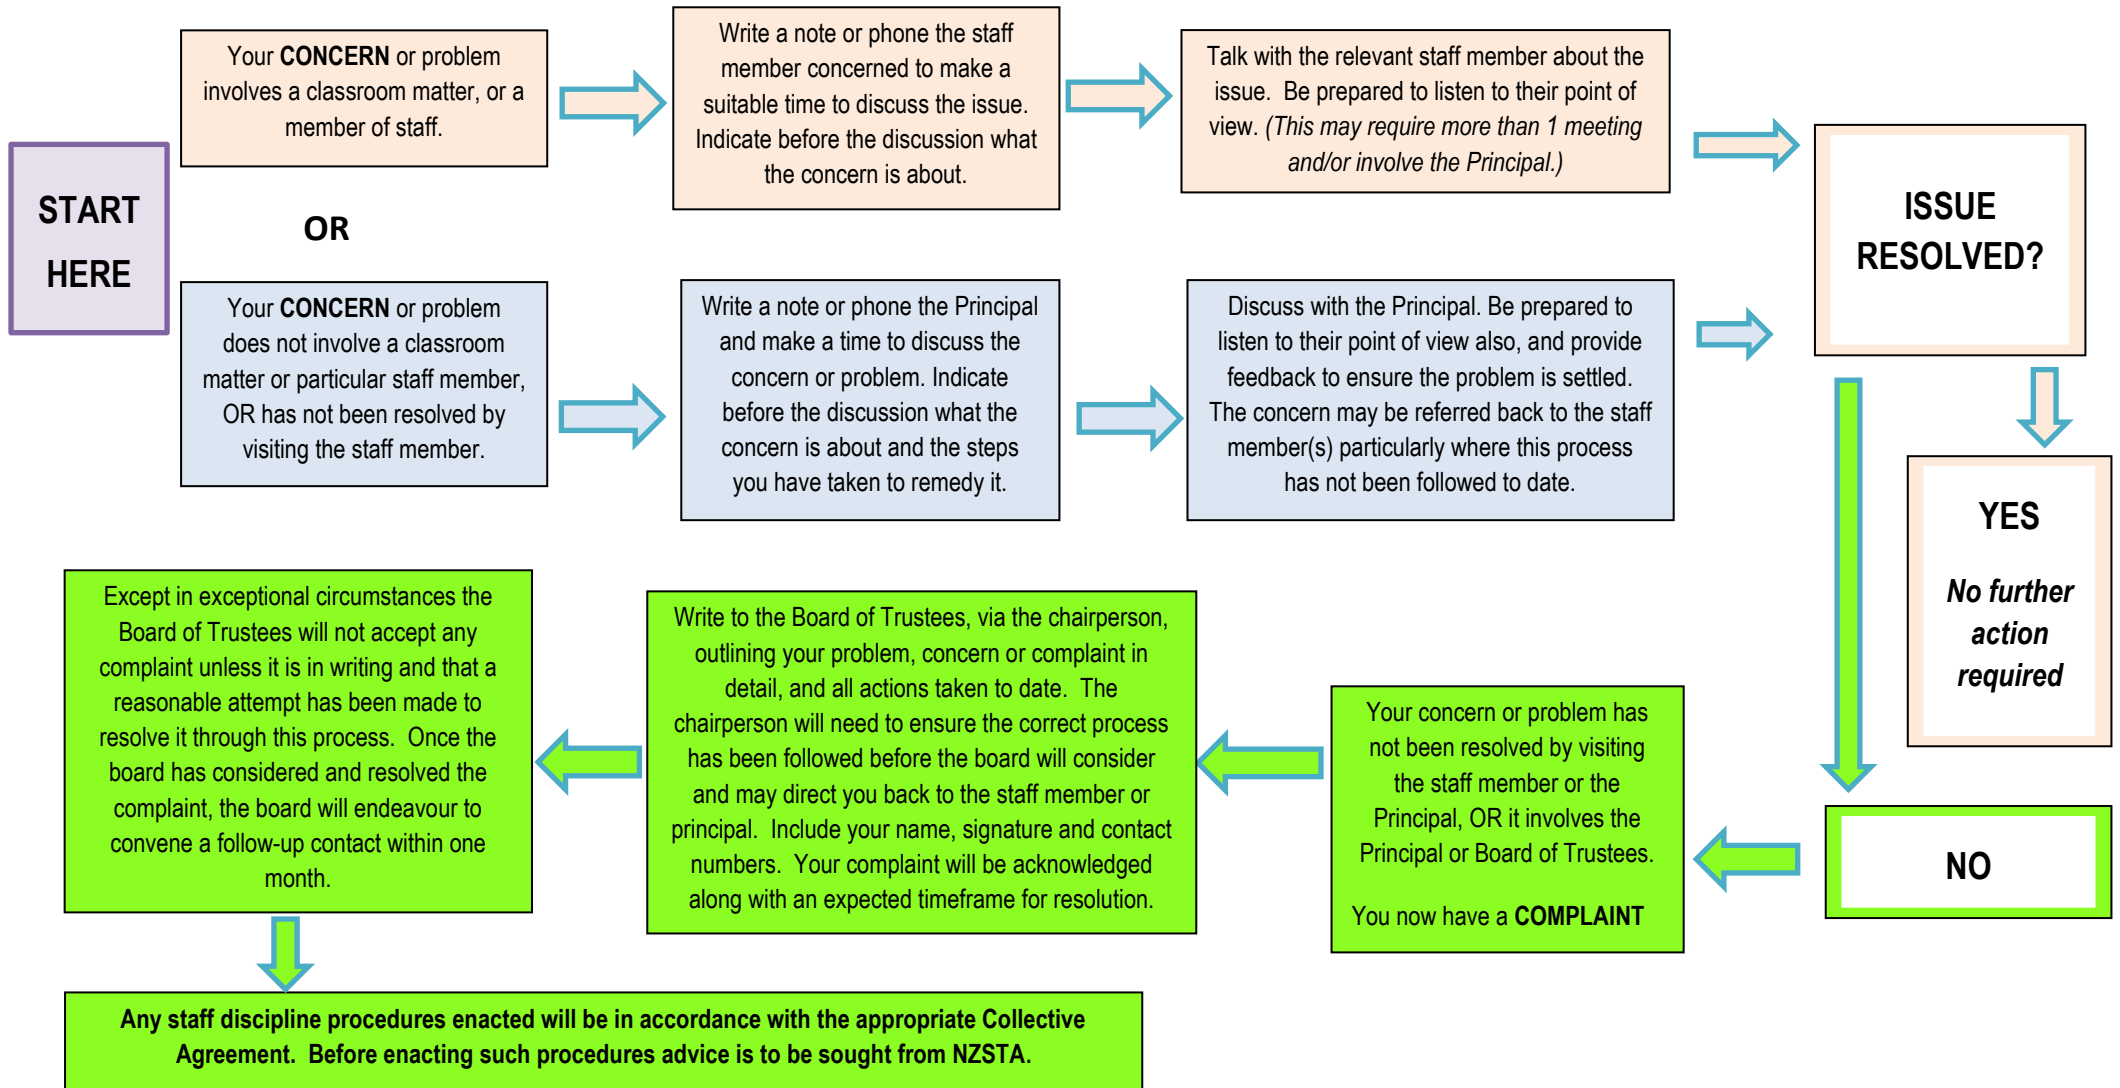 START
HERE
Your CONCERN or problem
involves a classroom matter, or a
member of staff.
Write a note or phone the staff
member concerned to make a
suitable time to discuss the issue.
Indicate before the discussion what
the concern is about.
Talk with the relevant staff member about the
issue.  Be prepared to listen to their point of
view. (This may require more than 1 meeting
and/or involve the Principal.)
OR
Your CONCERN or problem
does not involve a classroom
matter or particular staff member,
OR has not been resolved by
visiting the staff member.
Write a note or phone the Principal
and make a time to discuss the
concern or problem. Indicate
before the discussion what the
concern is about and the steps
you have taken to remedy it.
Discuss with the Principal. Be prepared to
listen to their point of view also, and provide
feedback to ensure the problem is settled.
The concern may be referred back to the staff
member(s) particularly where this process
has not been followed to date.
ISSUE
RESOLVED?
YES
No further
action
required
NO
Your concern or problem has
not been resolved by visiting
the staff member or the
Principal, OR it involves the
Principal or Board of Trustees.
You now have a COMPLAINT
Write to the Board of Trustees, via the chairperson,
outlining your problem, concern or complaint in
detail, and all actions taken to date.  The
chairperson will need to ensure the correct process
has been followed before the board will consider
and may direct you back to the staff member or
principal.  Include your name, signature and contact
numbers.  Your complaint will be acknowledged
along with an expected timeframe for resolution.
Except in exceptional circumstances the
Board of Trustees will not accept any
complaint unless it is in writing and that a
reasonable attempt has been made to
resolve it through this process.  Once the
board has considered and resolved the
complaint, the board will endeavour to
convene a follow-up contact within one
month.
Any staff discipline procedures enacted will be in accordance with the appropriate Collective
Agreement.  Before enacting such procedures advice is to be sought from NZSTA.